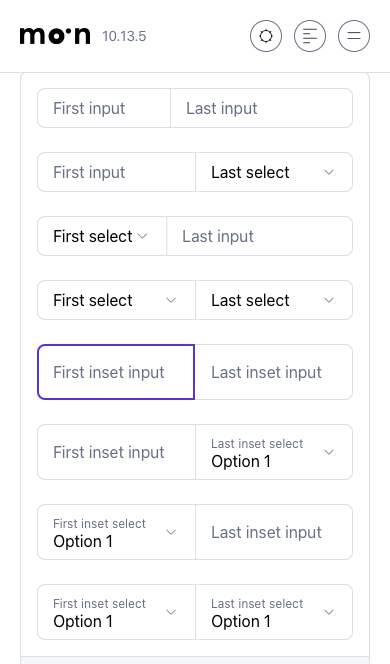 moon 10.13.5
First input Last input
First input Last select
First select Last input
First select Last select
First inset input Last inset input
First inset input Last inset select
Option 1
First inset select Last inset input
Option 1
First inset select Last inset select
Option 1 Option 1